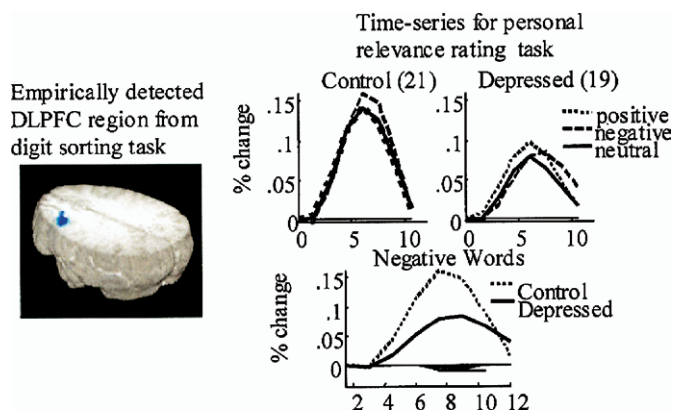 Time-series for personal
relevance rating task
Empirically detected
DLPFC region from
digit sorting task
Control (21)
Depressed (19)
% change
.15
.1
.05
0
0 5 10
.15
.1
.05
0
0 5 10
positive
negative
neutral
Negative Words
% change
.15
.1
.05
0
2 4 6 8 10 12
Control
Depressed